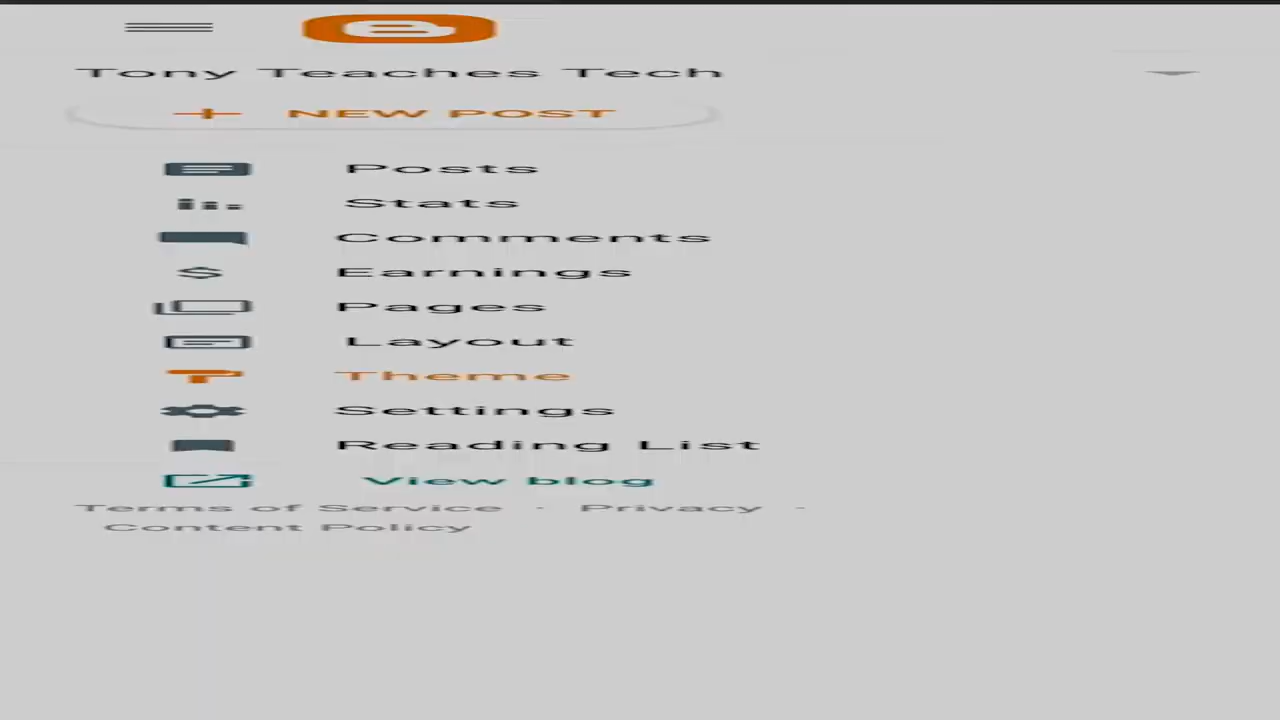 Tony Teaches Tech
NEW POST
Posts
Stats
Comments
Earnings
Pages
Layout
Theme
Settings
Reading List
View blog
Terms of Service · Privacy ·
Content Policy